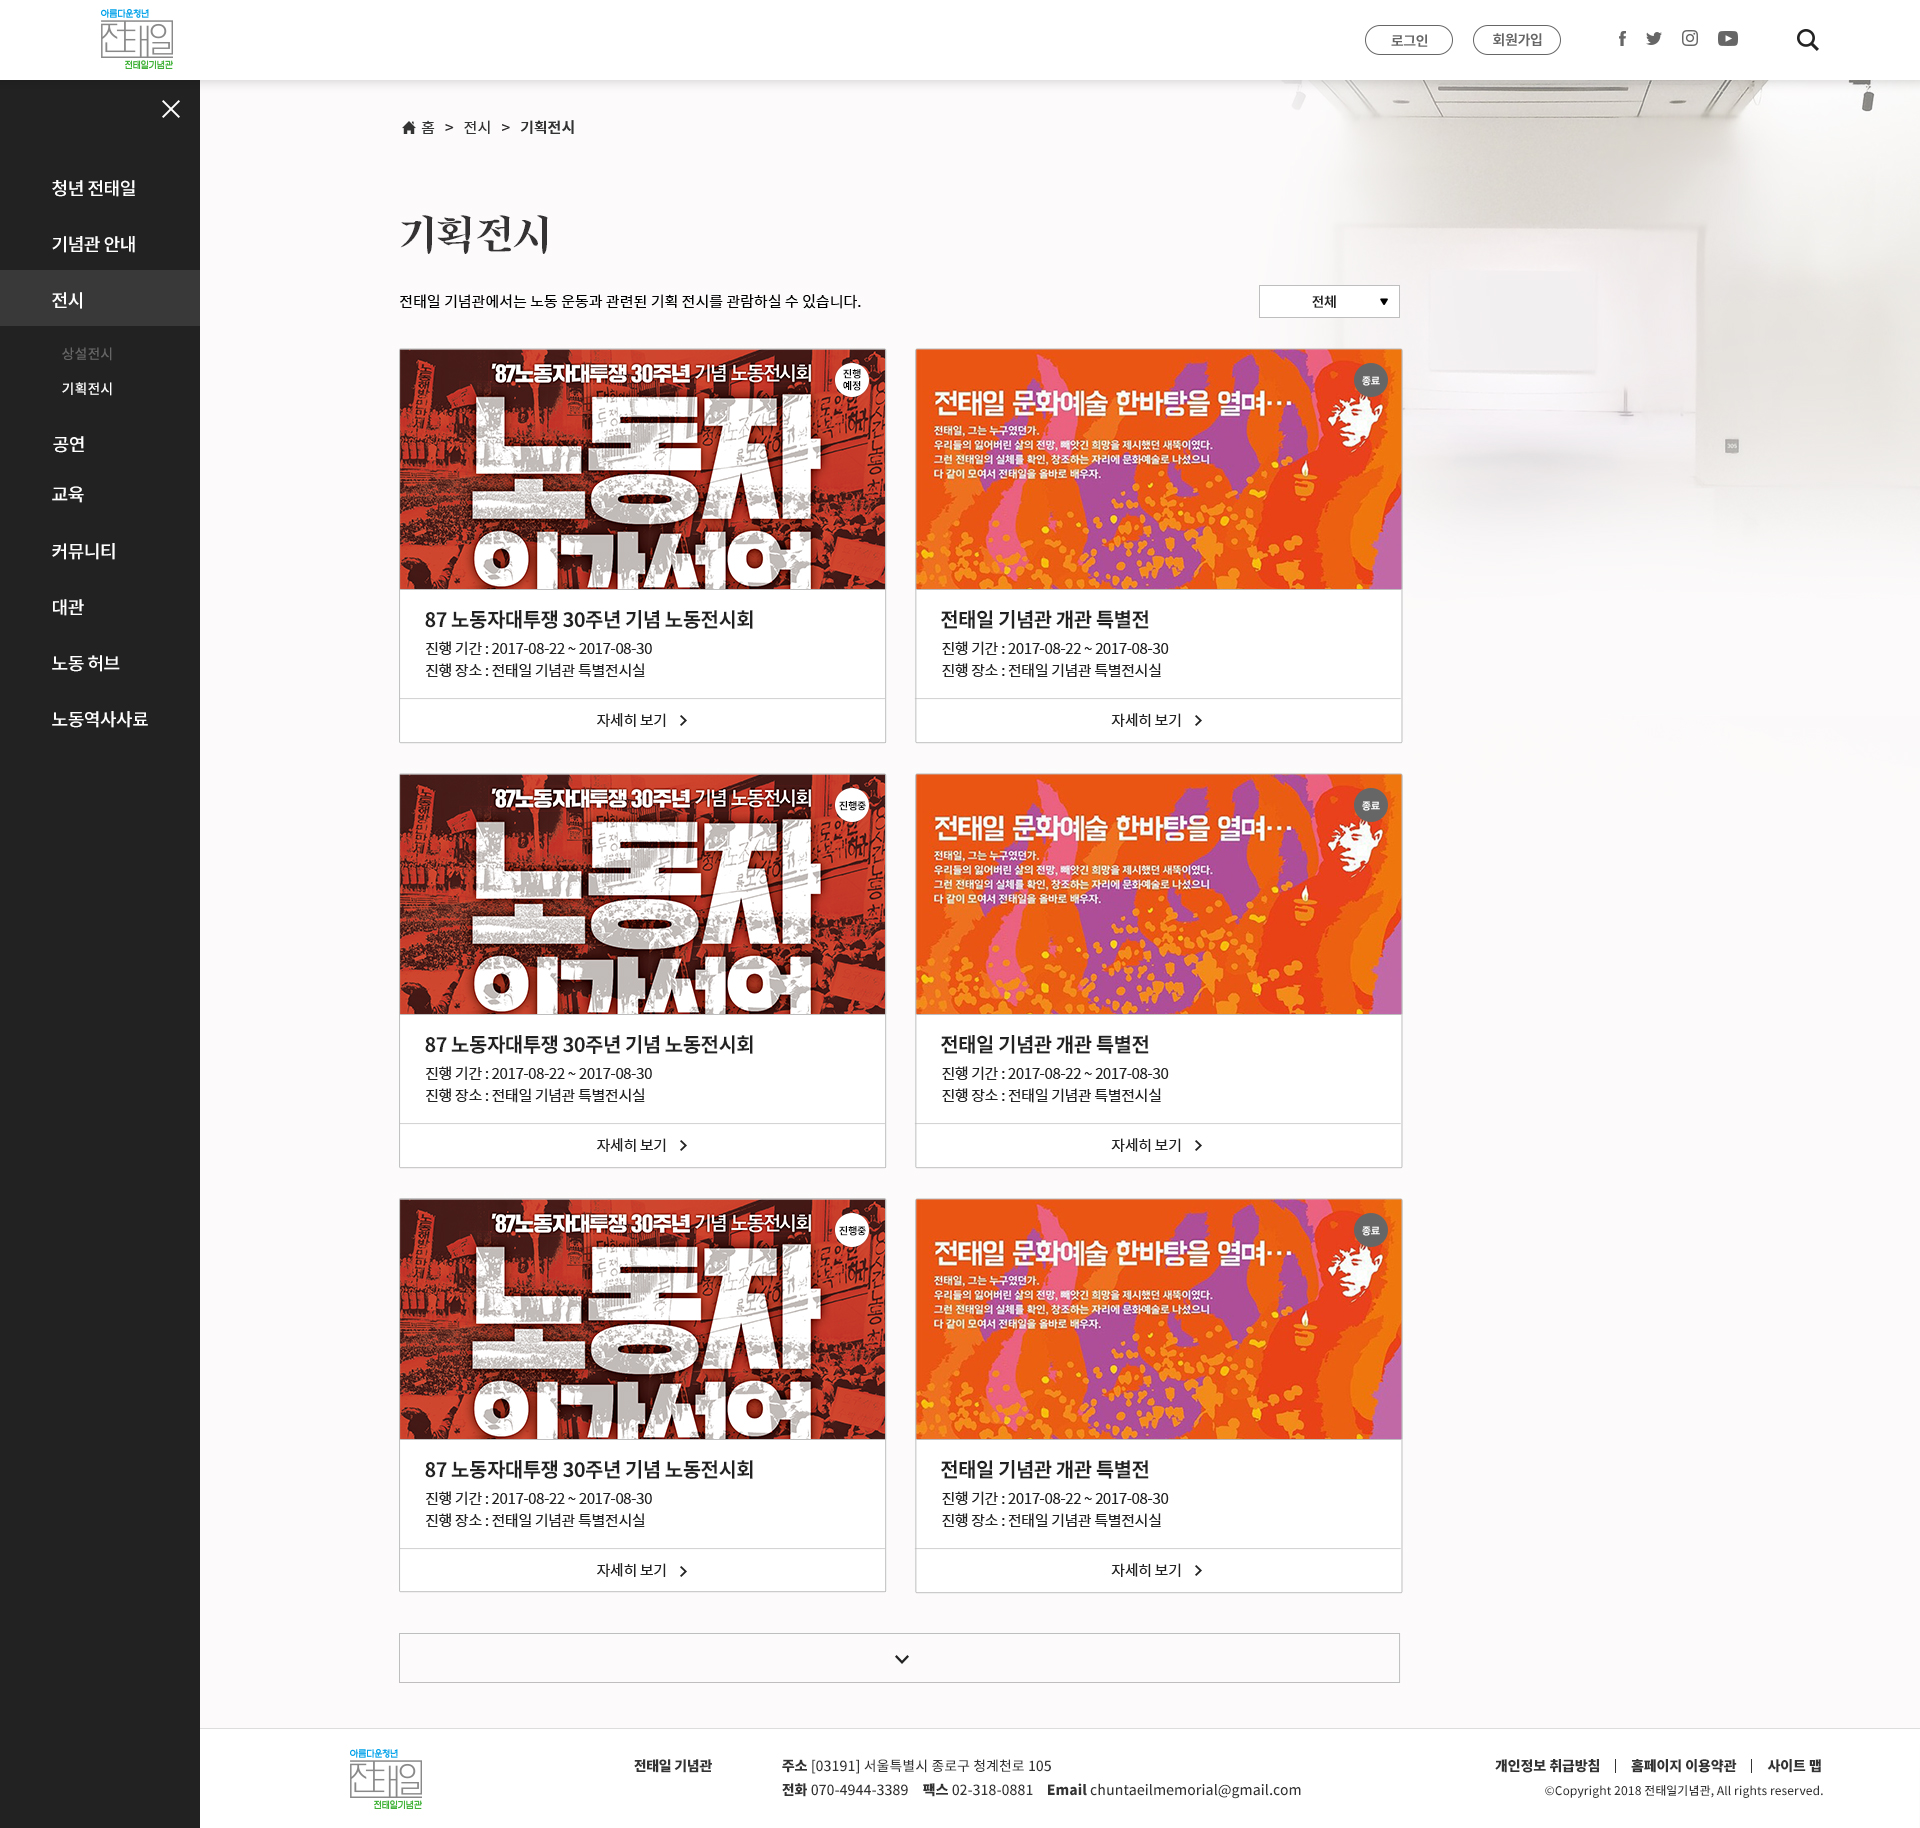 아름다운청년
전태일
전태일기념관
로그인
회원가입
홈 > 전시 > 기획전시
청년 전태일
기념관 안내
전시
상설전시
기획전시
공연
교육
커뮤니티
대관
노동 허브
노동역사사료
기획전시
전태일 기념관에서는 노동 운동과 관련된 기획 전시를 관람하실 수 있습니다.
전체
'87노동자대투쟁 30주년 기념 노동전시회
진행
예정
노동자
87 노동자대투쟁 30주년 기념 노동전시회
진행 기간 : 2017-08-22 ~ 2017-08-30
진행 장소 : 전태일 기념관 특별전시실
자세히 보기
종료
전태일 문화예술 한바탕을 열며…
전태일, 그는 누구였던가.
우리들의 잃어버린 삶의 전망, 빼앗긴 희망을 제시했던 새뚝이였다.
그런 전태일의 실체를 확인, 창조하는 자리에 문화예술로 나섰으니
다 같이 모여서 전태일을 올바로 배우자.
전태일 기념관 개관 특별전
진행 기간 : 2017-08-22 ~ 2017-08-30
진행 장소 : 전태일 기념관 특별전시실
자세히 보기
'87노동자대투쟁 30주년 기념 노동전시회
진행중
노동자
87 노동자대투쟁 30주년 기념 노동전시회
진행 기간 : 2017-08-22 ~ 2017-08-30
진행 장소 : 전태일 기념관 특별전시실
자세히 보기
종료
전태일 문화예술 한바탕을 열며…
전태일, 그는 누구였던가.
우리들의 잃어버린 삶의 전망, 빼앗긴 희망을 제시했던 새뚝이였다.
그런 전태일의 실체를 확인, 창조하는 자리에 문화예술로 나섰으니
다 같이 모여서 전태일을 올바로 배우자.
전태일 기념관 개관 특별전
진행 기간 : 2017-08-22 ~ 2017-08-30
진행 장소 : 전태일 기념관 특별전시실
자세히 보기
'87노동자대투쟁 30주년 기념 노동전시회
진행중
노동자
87 노동자대투쟁 30주년 기념 노동전시회
진행 기간 : 2017-08-22 ~ 2017-08-30
진행 장소 : 전태일 기념관 특별전시실
자세히 보기
종료
전태일 문화예술 한바탕을 열며…
전태일, 그는 누구였던가.
우리들의 잃어버린 삶의 전망, 빼앗긴 희망을 제시했던 새뚝이였다.
그런 전태일의 실체를 확인, 창조하는 자리에 문화예술로 나섰으니
다 같이 모여서 전태일을 올바로 배우자.
전태일 기념관 개관 특별전
진행 기간 : 2017-08-22 ~ 2017-08-30
진행 장소 : 전태일 기념관 특별전시실
자세히 보기
아름다운청년
전태일
전태일기념관
전태일 기념관
주소 [03191] 서울특별시 종로구 청계천로 105
전화 070-4944-3389 팩스 02-318-0881 Email chuntaeilmemorial@gmail.com
개인정보 취급방침 | 홈페이지 이용약관 | 사이트 맵
©Copyright 2018 전태일기념관, All rights reserved.